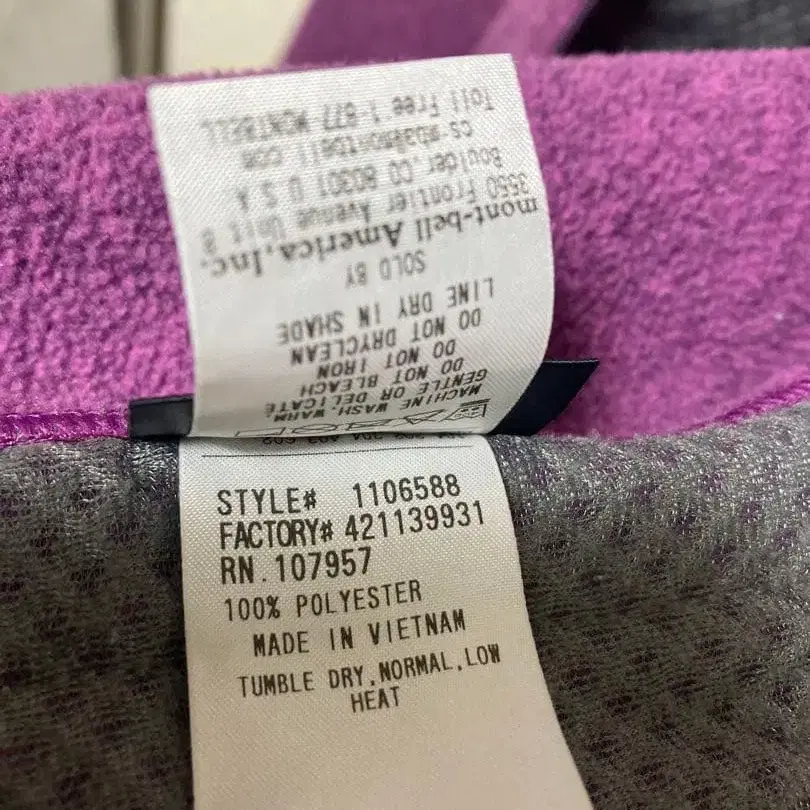 MACHINE WASH, WARM,
GENTLE OR DELICATE
DO NOT BLEACH
DO NOT IRON
DO NOT DRYCLEAN
LINE DRY IN SHADE
SOLD BY
mont-bell America,Inc.
3550 Frontier Avenue Unit B
Boulder,CO 80301 U S A
montbell com
Toll Free 1-877 MONTBELL
STYLE# 1106588
FACTORY# 421139931
RN.107957
100% POLYESTER
MADE IN VIETNAM
TUMBLE DRY,NORMAL,LOW
HEAT